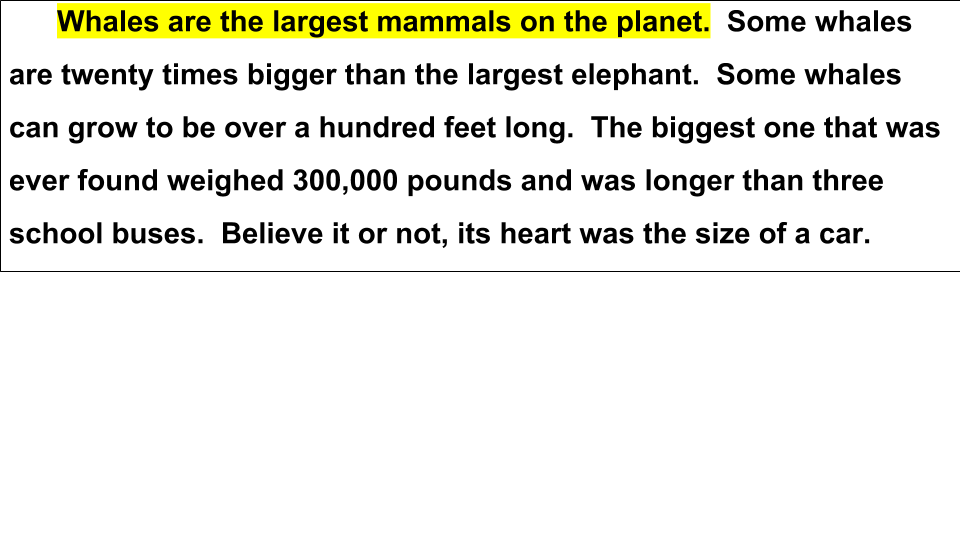 Whales are the largest mammals on the planet.  Some whales
are twenty times bigger than the largest elephant.  Some whales
can grow to be over a hundred feet long.  The biggest one that was
ever found weighed 300,000 pounds and was longer than three
school buses.  Believe it or not, its heart was the size of a car.